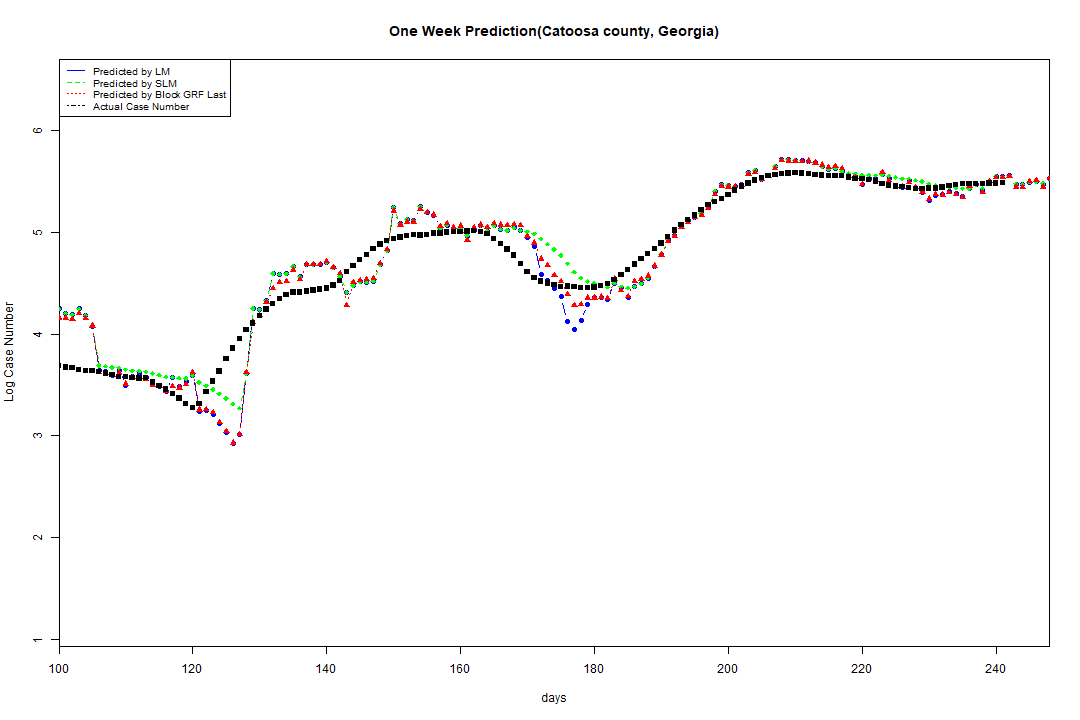 One Week Prediction(Catoosa county, Georgia)
Predicted by LM
Predicted by SLM
Predicted by Block GRF Last
Actual Case Number
6
5
4
3
2
1
Log Case Number
100 120 140 160 180 200 220 240
days